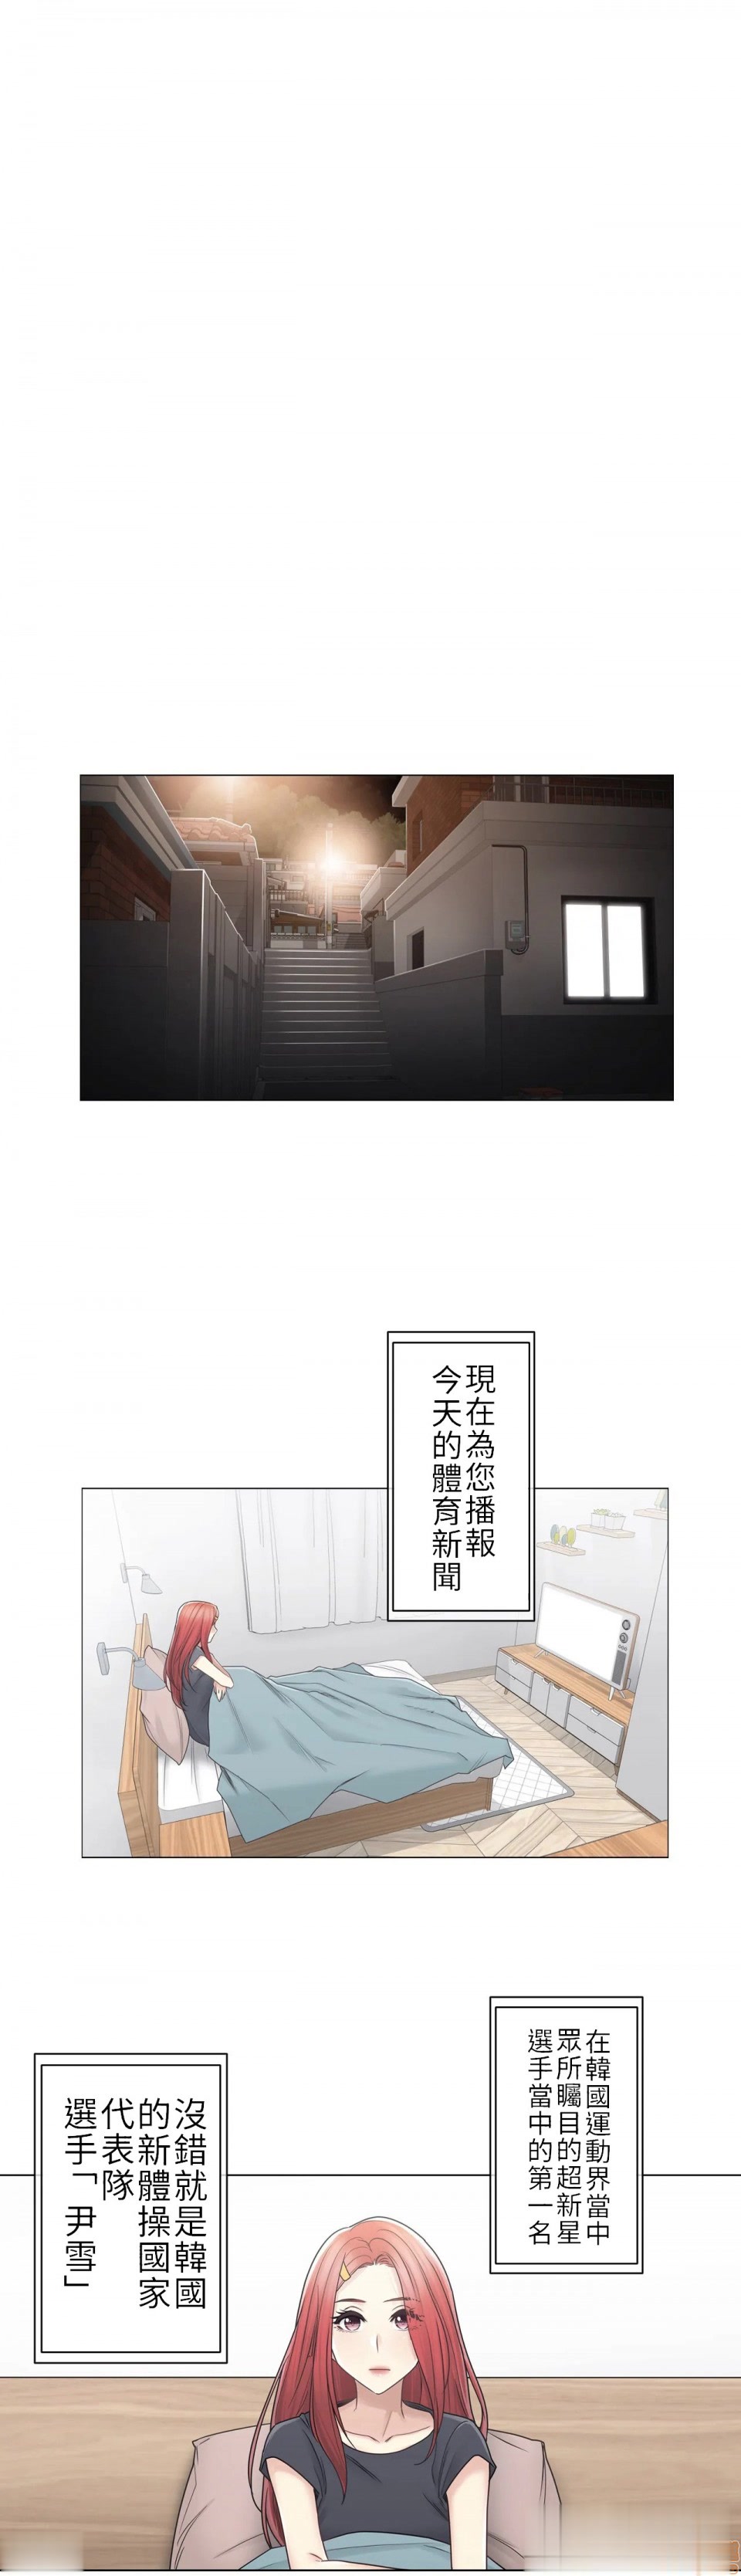 現在為您播報
今天的體育新聞
在韓國運動界當中
眾所矚目的超新星
選手當中的第一名
沒錯就是韓國
的新體操國家
代表隊
選手「尹雪」